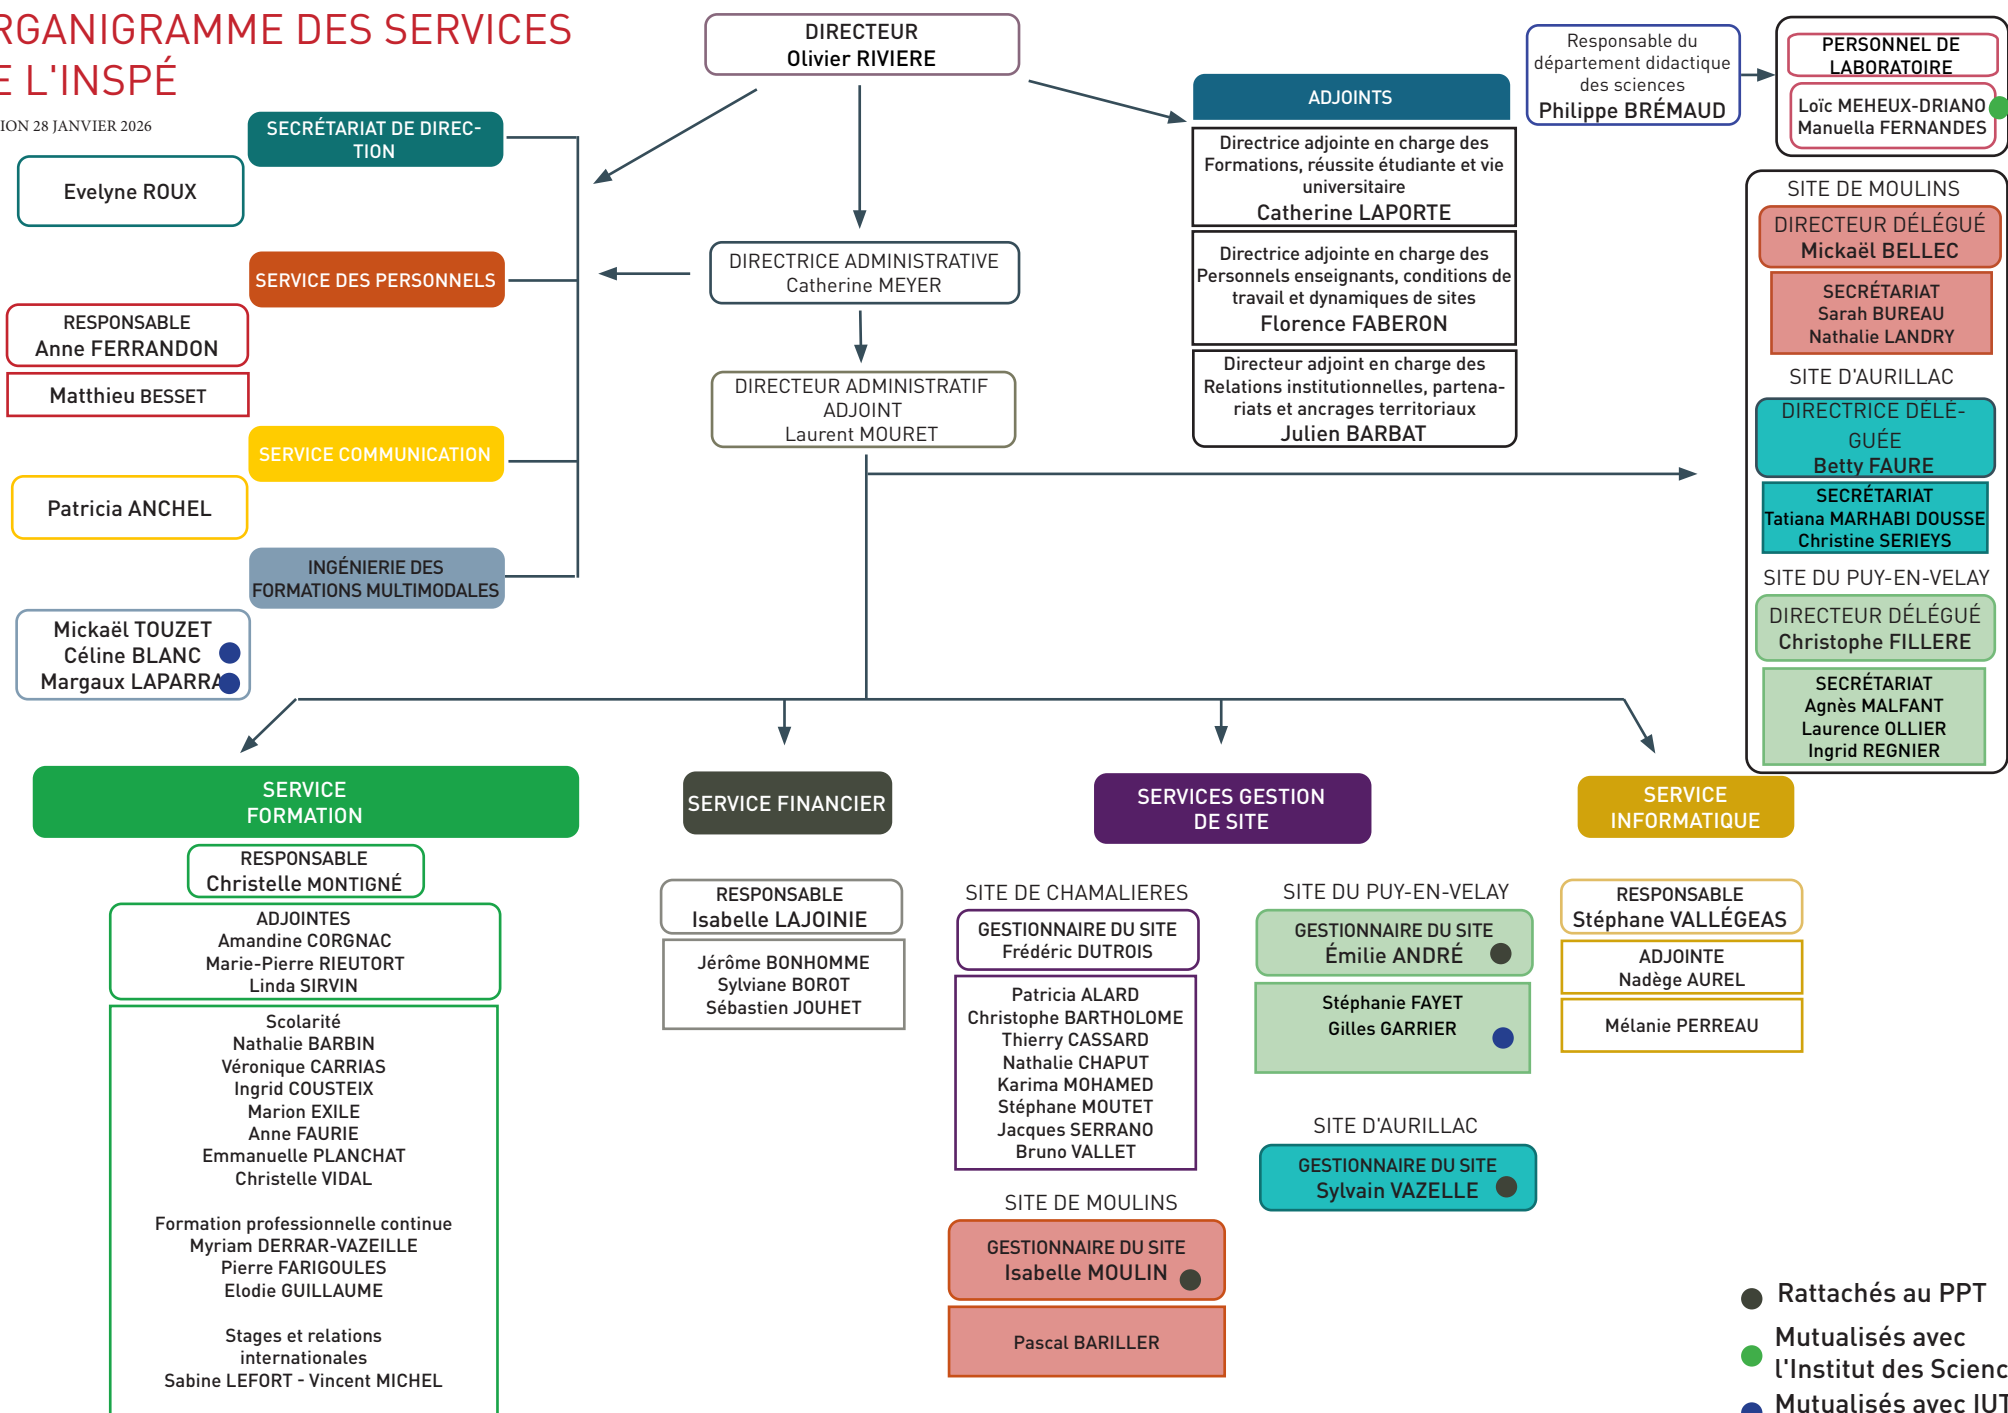 RGANIGRAMME DES SERVICES
E L'INSPÉ
ION 28 JANVIER 2026
DIRECTEUR
Olivier RIVIERE
SECRÉTARIAT DE DIREC-
TION
Evelyne ROUX
SERVICE DES PERSONNELS
RESPONSABLE
Anne FERRANDON
Matthieu BESSET
SERVICE COMMUNICATION
Patricia ANCHEL
INGÉNIERIE DES
FORMATIONS MULTIMODALES
Mickaël TOUZET
Céline BLANC
Margaux LAPARRA
DIRECTRICE ADMINISTRATIVE
Catherine MEYER
DIRECTEUR ADMINISTRATIF
ADJOINT
Laurent MOURET
ADJOINTS
Directrice adjointe en charge des
Formations, réussite étudiante et vie
universitaire
Catherine LAPORTE
Directrice adjointe en charge des
Personnels enseignants, conditions de
travail et dynamiques de sites
Florence FABERON
Directeur adjoint en charge des
Relations institutionnelles, partena-
riats et ancrages territoriaux
Julien BARBAT
Responsable du
département didactique
des sciences
Philippe BRÉMAUD
PERSONNEL DE
LABORATOIRE
Loïc MEHEUX-DRIANO
Manuella FERNANDES
SITE DE MOULINS
DIRECTEUR DÉLÉGUÉ
Mickaël BELLEC
SECRÉTARIAT
Sarah BUREAU
Nathalie LANDRY
SITE D'AURILLAC
DIRECTRICE DÉLÉ-
GUÉE
Betty FAURE
SECRÉTARIAT
Tatiana MARHABI DOUSSE
Christine SERIEYS
SITE DU PUY-EN-VELAY
DIRECTEUR DÉLÉGUÉ
Christophe FILLERE
SECRÉTARIAT
Agnès MALFANT
Laurence OLLIER
Ingrid REGNIER
SERVICE
FORMATION
RESPONSABLE
Christelle MONTIGNÉ
ADJOINTES
Amandine CORGNAC
Marie-Pierre RIEUTORT
Linda SIRVIN
Scolarité
Nathalie BARBIN
Véronique CARRIAS
Ingrid COUSTEIX
Marion EXILE
Anne FAURIE
Emmanuelle PLANCHAT
Christelle VIDAL
Formation professionnelle continue
Myriam DERRAR-VAZEILLE
Pierre FARIGOULES
Elodie GUILLAUME
Stages et relations
internationales
Sabine LEFORT - Vincent MICHEL
SERVICE FINANCIER
RESPONSABLE
Isabelle LAJOINIE
Jérôme BONHOMME
Sylviane BOROT
Sébastien JOUHET
SERVICES GESTION
DE SITE
SITE DE CHAMALIERES
GESTIONNAIRE DU SITE
Frédéric DUTROIS
Patricia ALARD
Christophe BARTHOLOME
Thierry CASSARD
Nathalie CHAPUT
Karima MOHAMED
Stéphane MOUTET
Jacques SERRANO
Bruno VALLET
SITE DE MOULINS
GESTIONNAIRE DU SITE
Isabelle MOULIN
Pascal BARILLER
SITE DU PUY-EN-VELAY
GESTIONNAIRE DU SITE
Émilie ANDRÉ
Stéphanie FAYET
Gilles GARRIER
SITE D'AURILLAC
GESTIONNAIRE DU SITE
Sylvain VAZELLE
SERVICE
INFORMATIQUE
RESPONSABLE
Stéphane VALLÉGEAS
ADJOINTE
Nadège AUREL
Mélanie PERREAU
Rattachés au PPT
Mutualisés avec
l'Institut des Scienc
Mutualisés avec IUT